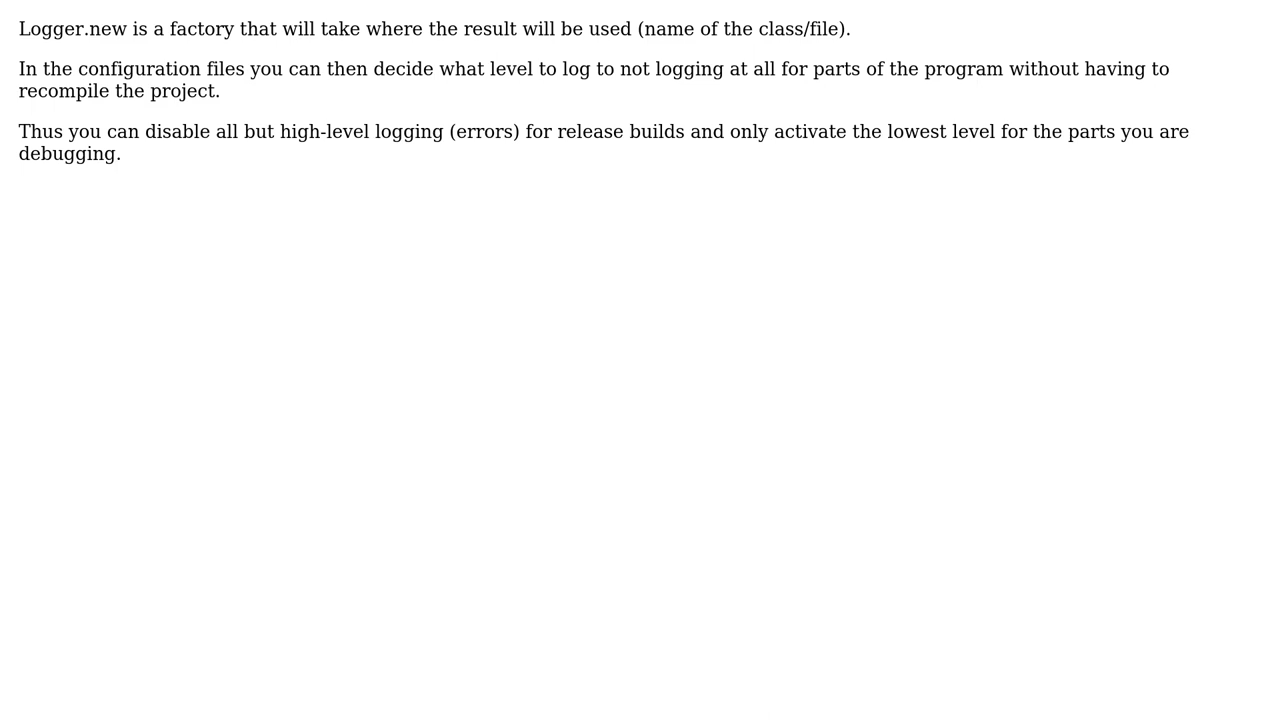 Logger.new is a factory that will take where the result will be used (name of the class/file).
In the configuration files you can then decide what level to log to not logging at all for parts of the program without having to
recompile the project.
Thus you can disable all but high-level logging (errors) for release builds and only activate the lowest level for the parts you are
debugging.